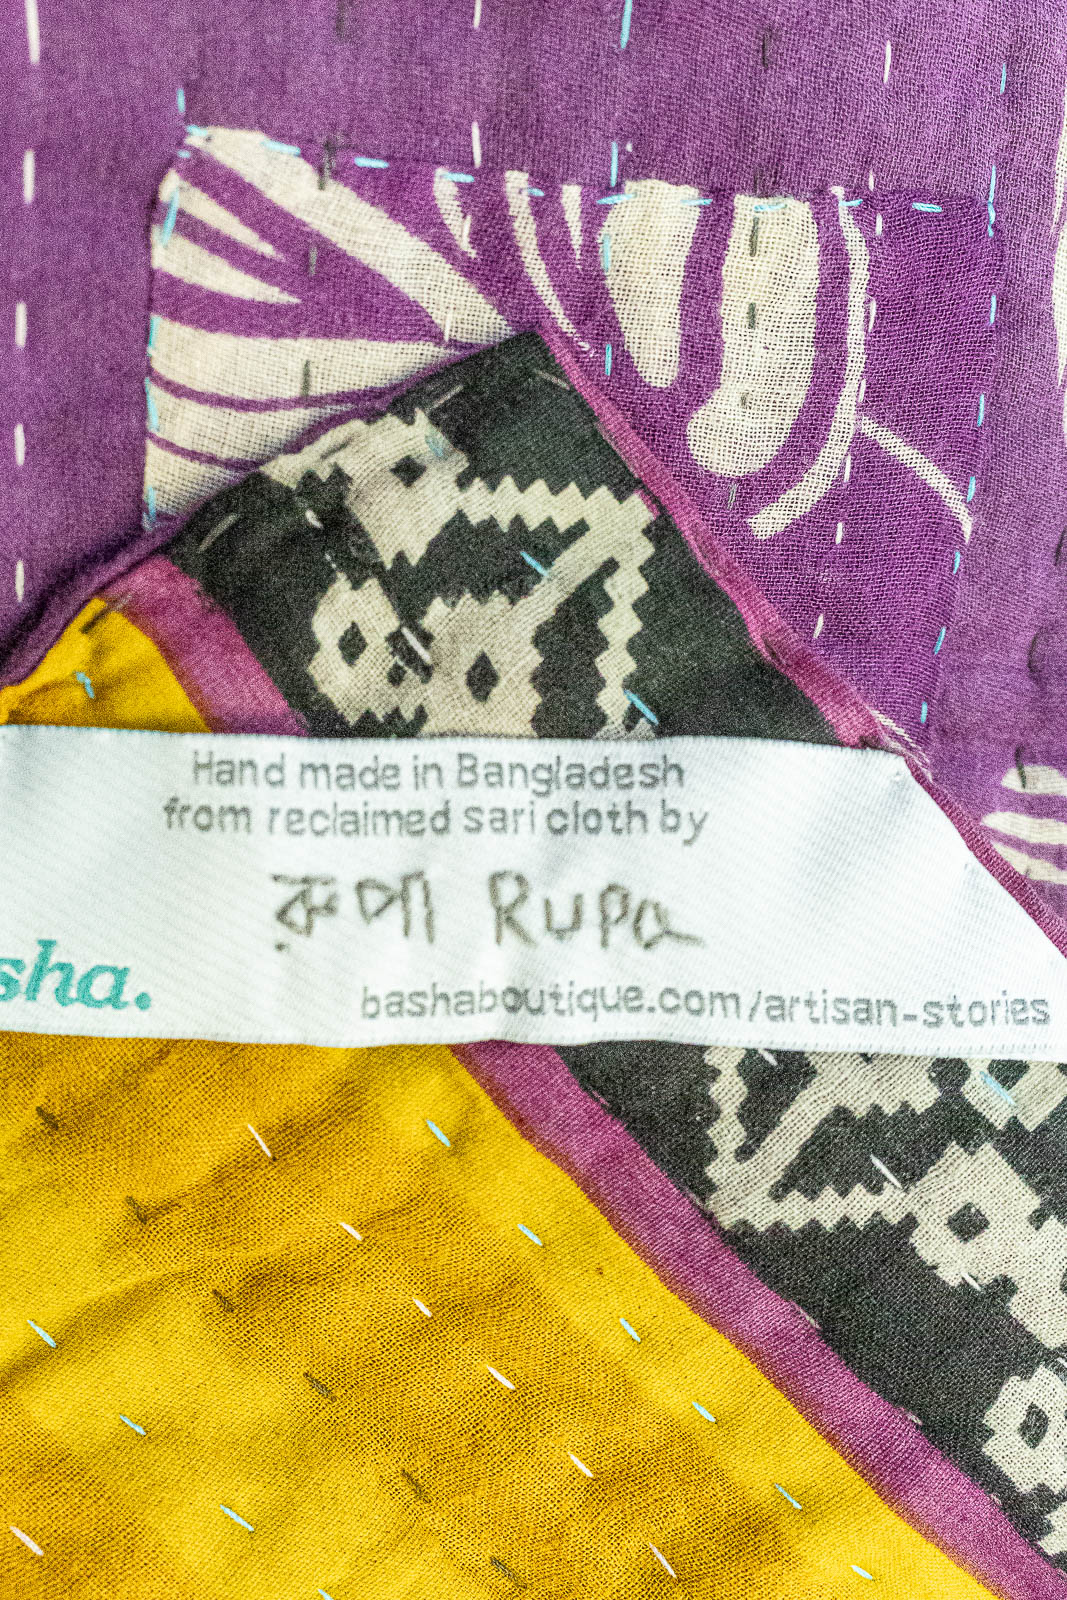 Hand made in Bangladesh
from reclaimed sari cloth by
রুপা Rupa
sha.
bashaboutique.com/artisan-stories